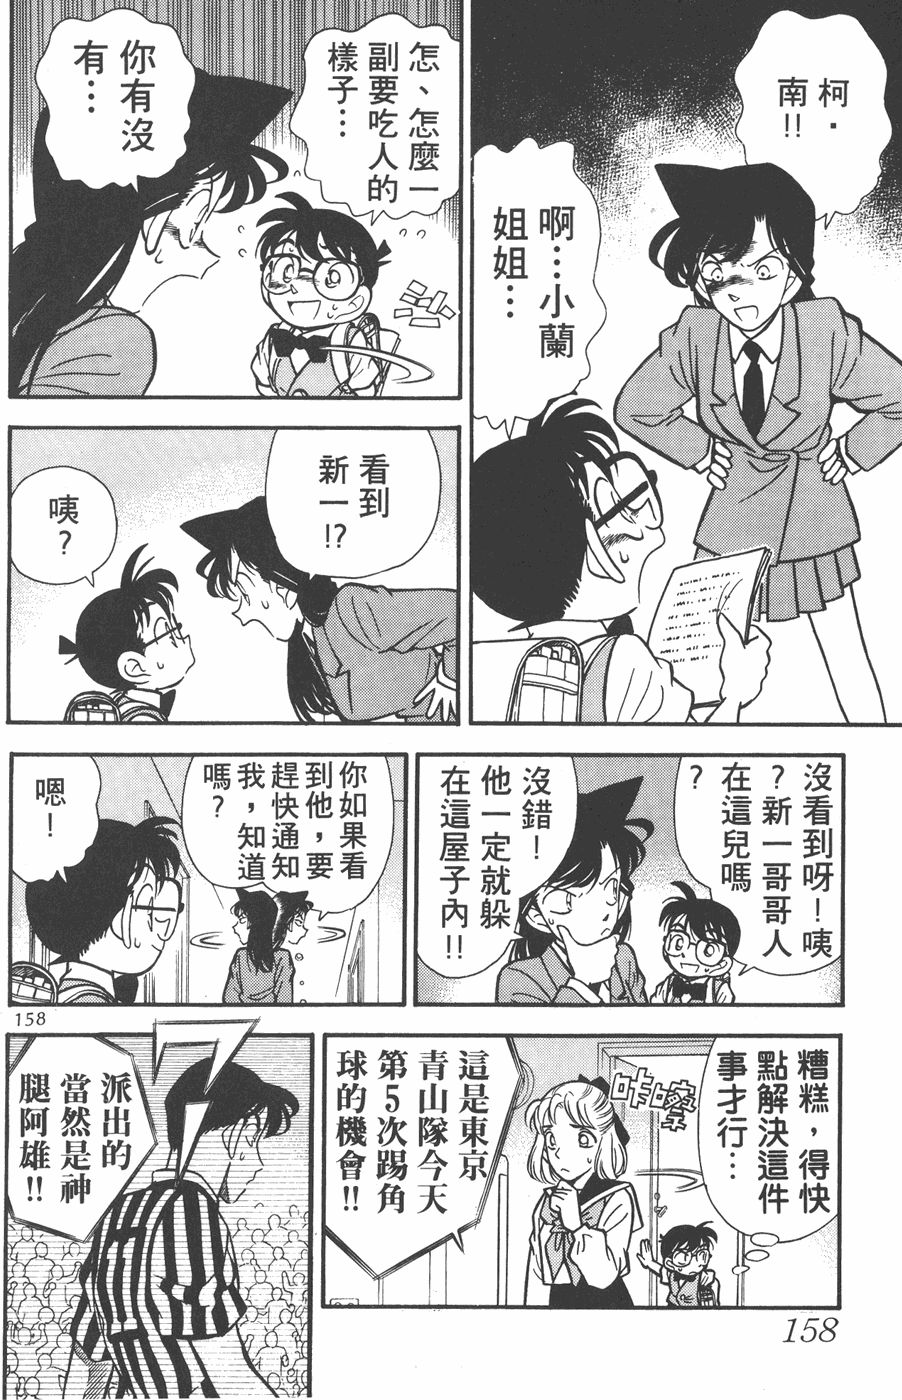 柯·
南!!
啊…小蘭
姐姐…
怎、怎麼一
副要吃人的
樣子…
你有沒
有…
看到
新一!?
咦?
沒看到呀!咦
?新一哥哥人
在這兒嗎
?
沒錯!
他一定就躲
在這屋子內!!
你如果看
到他,要
趕快通知
我,知道
嗎?
嗯!
158
糟糕,得快
點解決這件
事才行…
咔嚓
這是東京
青山隊今天
第5次踢角
球的機會!!
派出的
當然是神
腿阿雄!!
158